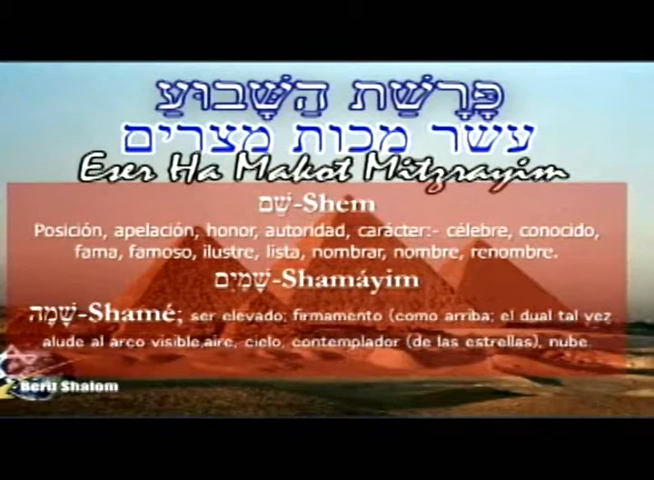 פָּרָשַׁת הַשָּׁבוּעַ
עשר מכות מצרים
Eser Ha Makot Mitzrayim
שֵׁם-Shem
Posición, apelación, honor, autoridad, carácter:- célebre, conocido,
fama, famoso, ilustre, lista, nombrar, nombre, renombre.
שָׁמַיִם-Shamáyim
שָׁמֶה-Shamé; ser elevado; firmamento (como arriba; el dual tal vez
alude al arco visible,aire, cielo, contemplador (de las estrellas), nube.
Berit Shalom